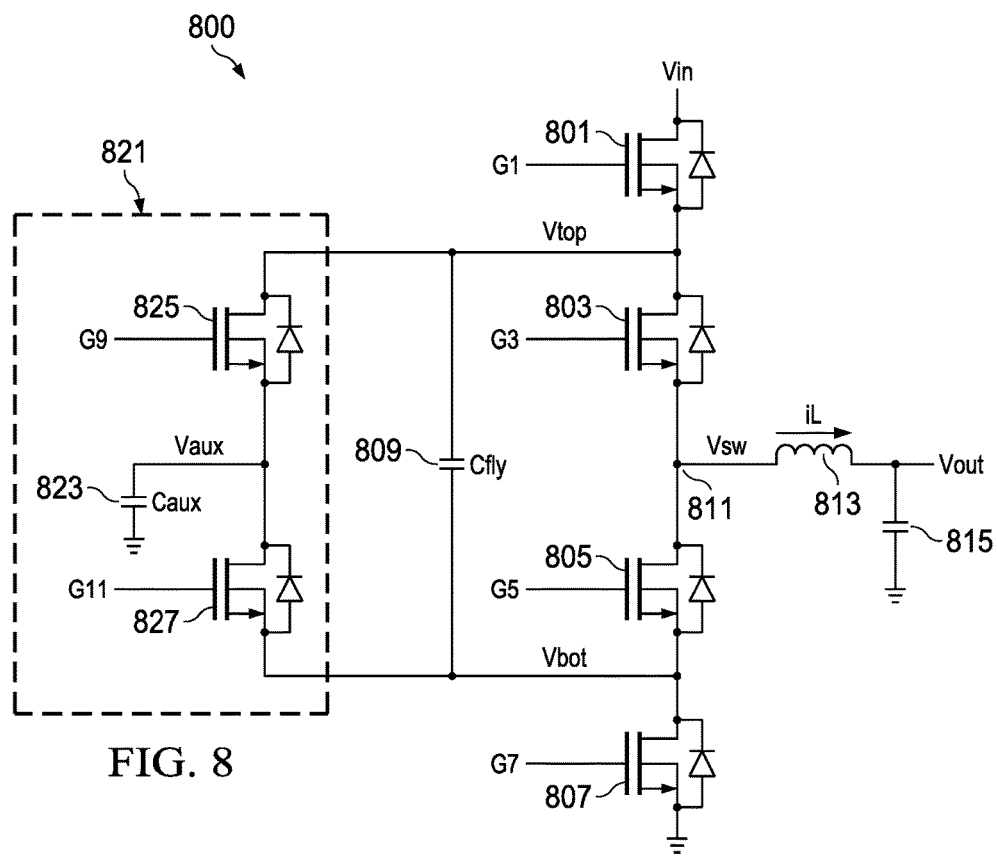 800
Vin
821
801
G1
Vtop
825
803
G9
G3
iL
Vaux
809
Cfly
Vsw
Vout
823
Caux
811
813
815
805
G11
G5
827
Vbot
FIG. 8
G7
807